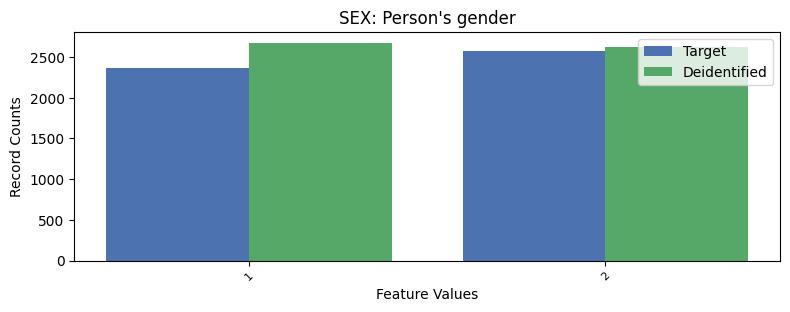 SEX: Person's gender
Target
Deidentified
Record Counts
2500
2000
1500
1000
500
0
1
2
Feature Values